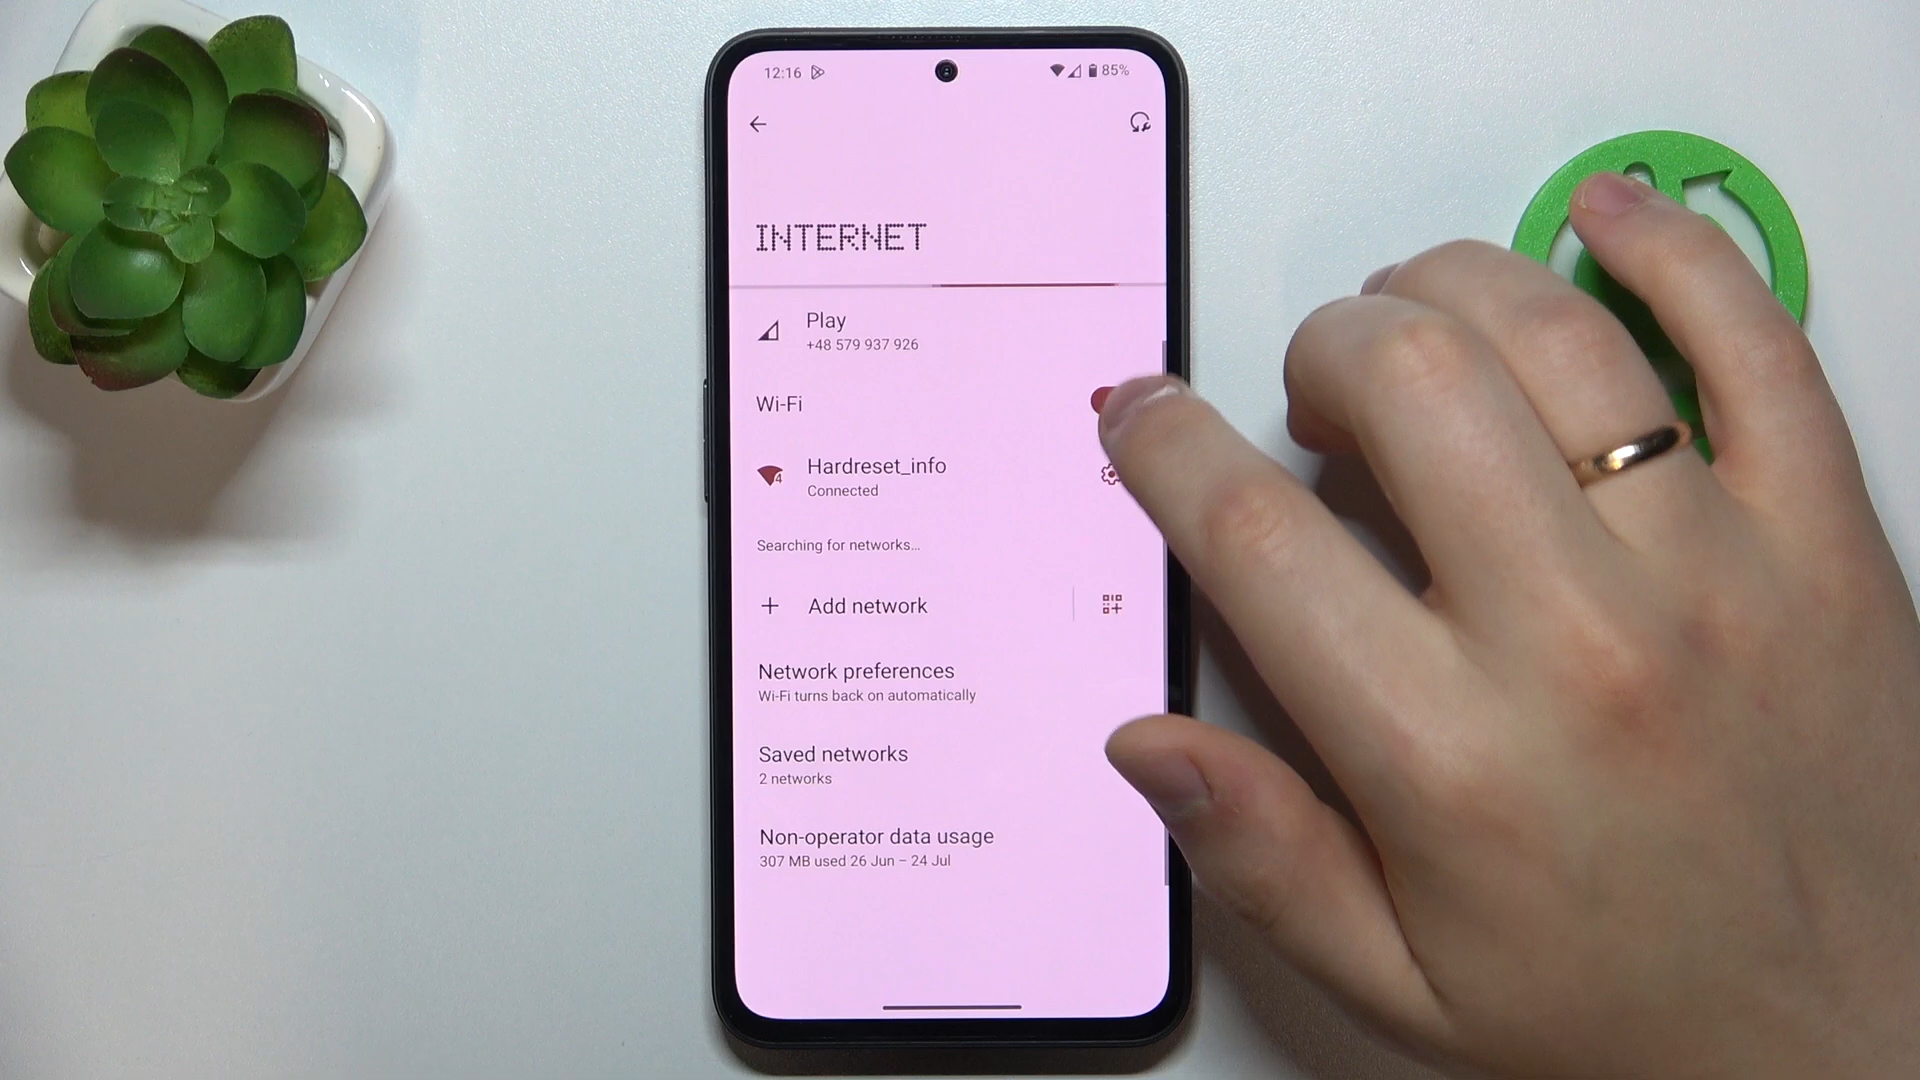 12:16
85%
INTERNET
Play
+48 579 937 926
Wi-Fi
Hardreset_info
Connected
Searching for networks...
Add network
Network preferences
Wi-Fi turns back on automatically
Saved networks
2 networks
Non-operator data usage
307 MB used 26 Jun – 24 Jul